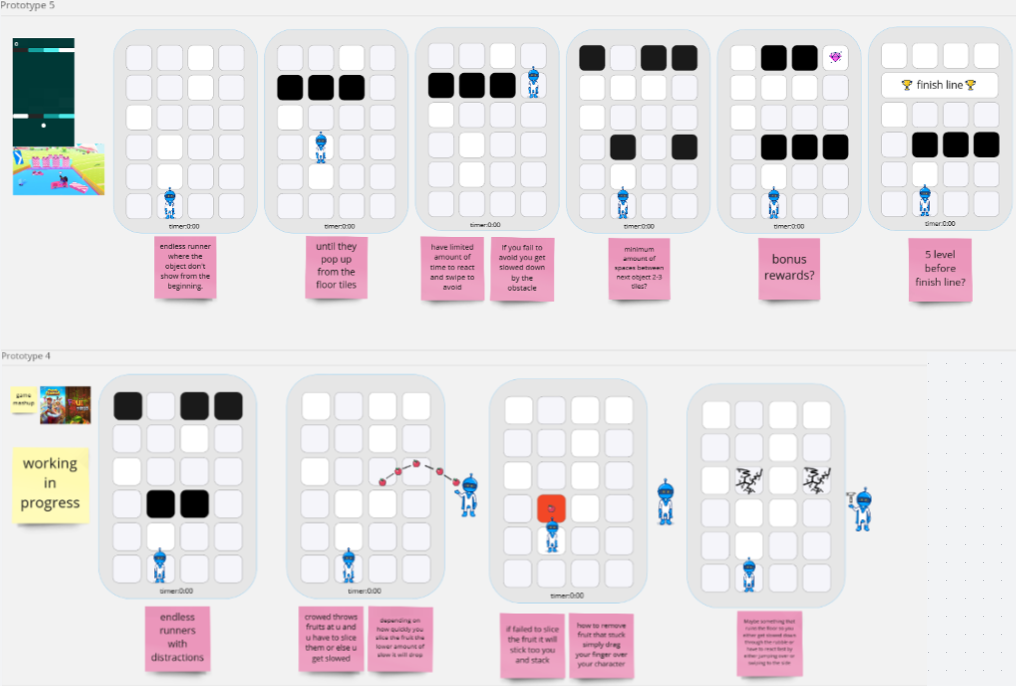 Prototype 5
🏆 finish line🏆
timer:0:00
timer:0:00
timer:0:00
timer:0:00
timer:0:00
timer:0:00
endless runner
where the
object don't
show from the
beginning.
until they
pop up
from the
floor tiles
have limited
amount of
time to react
and swipe to
avoid
if you fail to
avoid you get
slowed down
by the
obstacle
minimum
amount of
spaces between
next object 2-3
tiles?
bonus
rewards?
5 level
before
finish line?
Prototype 4
game
working
in
progress
timer:0:00
timer:0:00
timer:0:00
endless
runners
with
distractions
crowed throws
fruits at u and
u have to slice
them or else u
get slowed
depending on
how quickly you
slice the fruit the
lower amount of
slow it will drop
if failed to slice
the fruit it will
stick too you
and stack
how to remove
fruit that stuck
simply drag
your finger over
your character